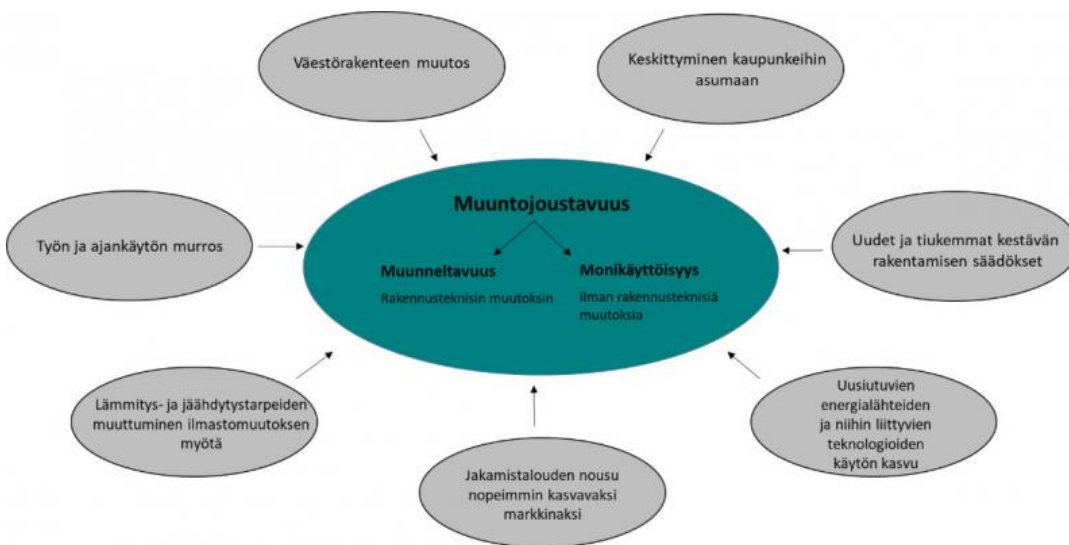 Väestörakenteen muutos
Keskittyminen kaupunkeihin
asumaan
Työn ja ajankäytön murros
Muuntojoustavuus
Muunneltavuus
Rakennusteknisin muutoksin
Monikäyttöisyys
Ilman rakennusteknisiä
muutoksia
Uudet ja tiukemmat kestävän
rakentamisen säädökset
Lämmitys- ja jäähdytystarpeiden
muuttuminen ilmastomuutoksen
myötä
Jakamistalouden nousu
nopeimmin kasvavaksi
markkinaksi
Uusiutuvien
energialähteiden
ja niihin liittyvien
teknologioiden
käytön kasvu